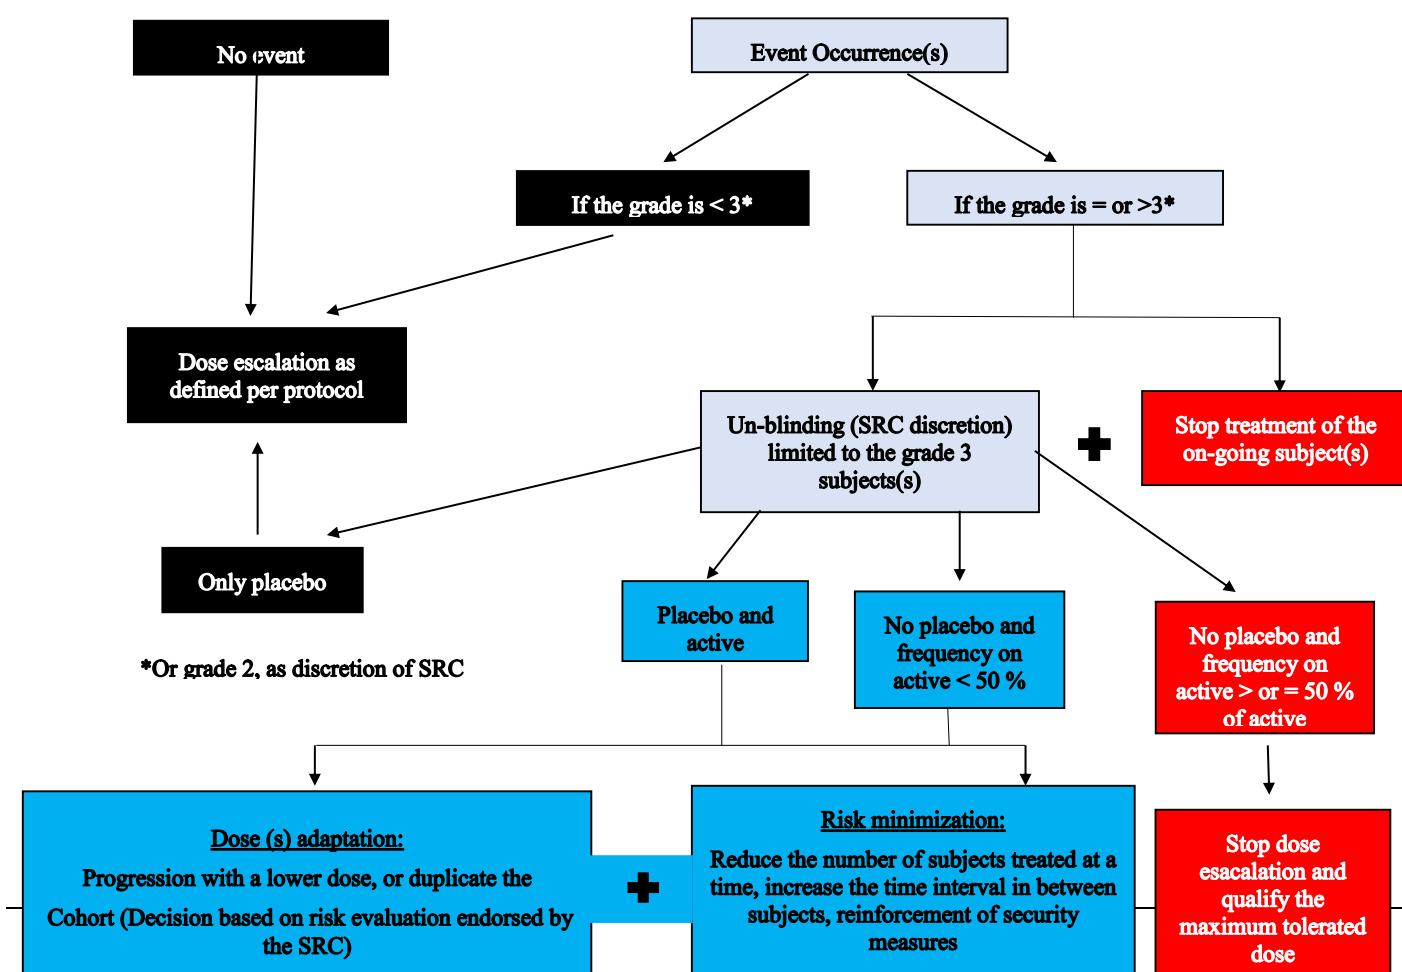 No event
Event Occurrence(s)
If the grade is < 3*
If the grade is = or >3*
Dose escalation as
defined per protocol
Un-blinding (SRC discretion)
limited to the grade 3
subjects(s)
Stop treatment of the
on-going subject(s)
Only placebo
Placebo and
active
No placebo and
frequency on
active < 50 %
No placebo and
frequency on
active > or = 50 %
of active
*Or grade 2, as discretion of SRC
Dose (s) adaptation:
Progression with a lower dose, or duplicate the
Cohort (Decision based on risk evaluation endorsed by
the SRC)
Risk minimization:
Reduce the number of subjects treated at a
time, increase the time interval in between
subjects, reinforcement of security
measures
Stop dose
esacalation and
qualify the
maximum tolerated
dose